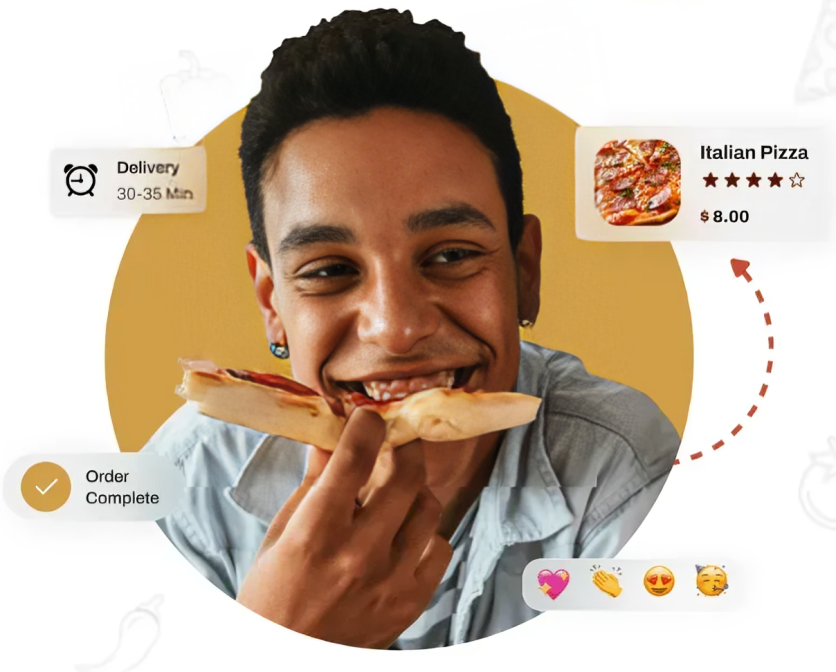 Delivery
30-35 Min
Italian Pizza
$8.00
Order
Complete